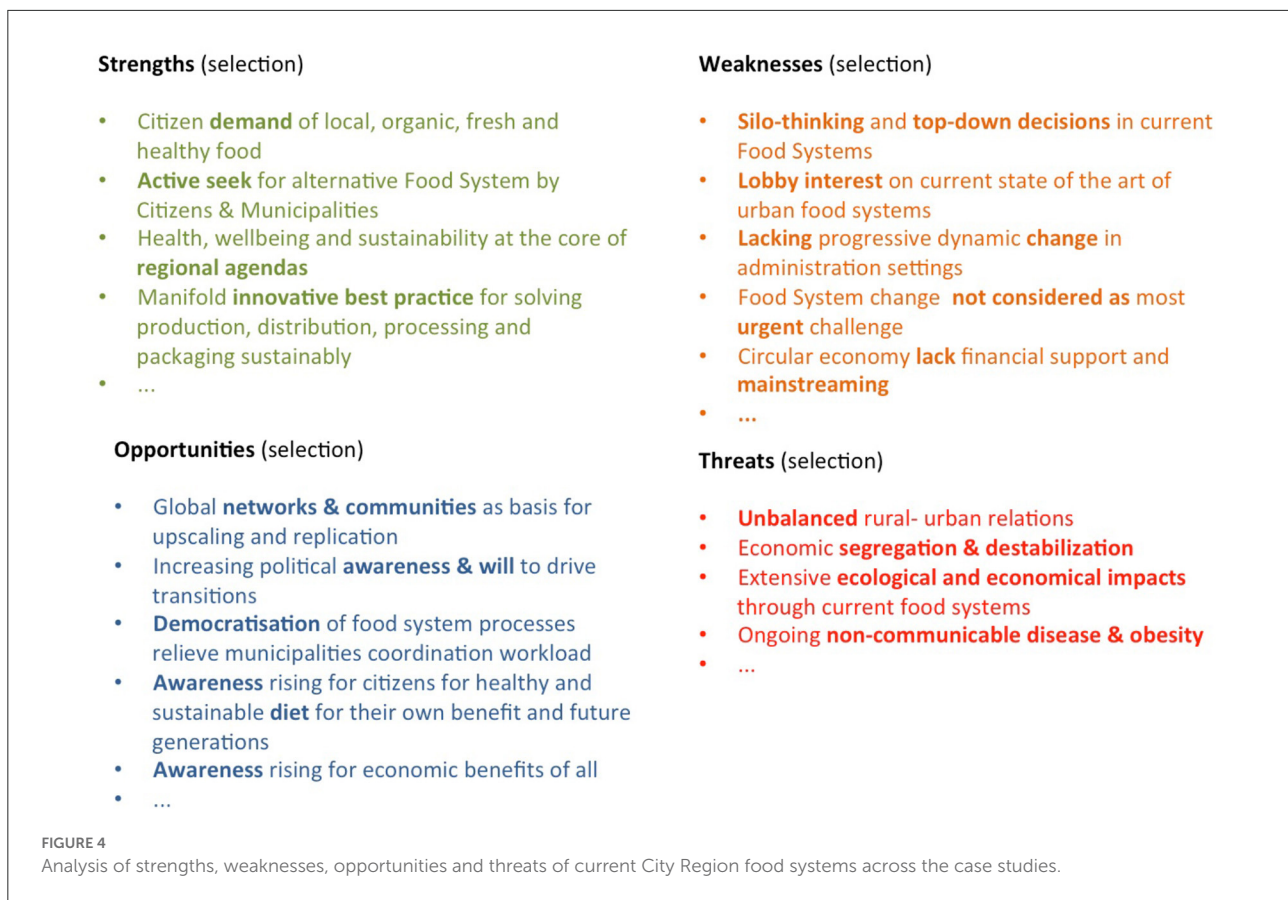 Strengths (selection)
• Citizen demand of local, organic, fresh and
healthy food
• Active seek for alternative Food System by
Citizens & Municipalities
• Health, wellbeing and sustainability at the core of
regional agendas
• Manifold innovative best practice for solving
production, distribution, processing and
packaging sustainably
• ...
Weaknesses (selection)
• Silo-thinking and top-down decisions in current
Food Systems
• Lobby interest on current state of the art of
urban food systems
• Lacking progressive dynamic change in
administration settings
• Food System change not considered as most
urgent challenge
• Circular economy lack financial support and
mainstreaming
• ...
Opportunities (selection)
• Global networks & communities as basis for
upscaling and replication
• Increasing political awareness & will to drive
transitions
• Democratisation of food system processes
relieve municipalities coordination workload
• Awareness rising for citizens for healthy and
sustainable diet for their own benefit and future
generations
• Awareness rising for economic benefits of all
• ...
Threats (selection)
• Unbalanced rural- urban relations
• Economic segregation & destabilization
• Extensive ecological and economical impacts
through current food systems
• Ongoing non-communicable disease & obesity
• ...
FIGURE 4
Analysis of strengths, weaknesses, opportunities and threats of current City Region food systems across the case studies.